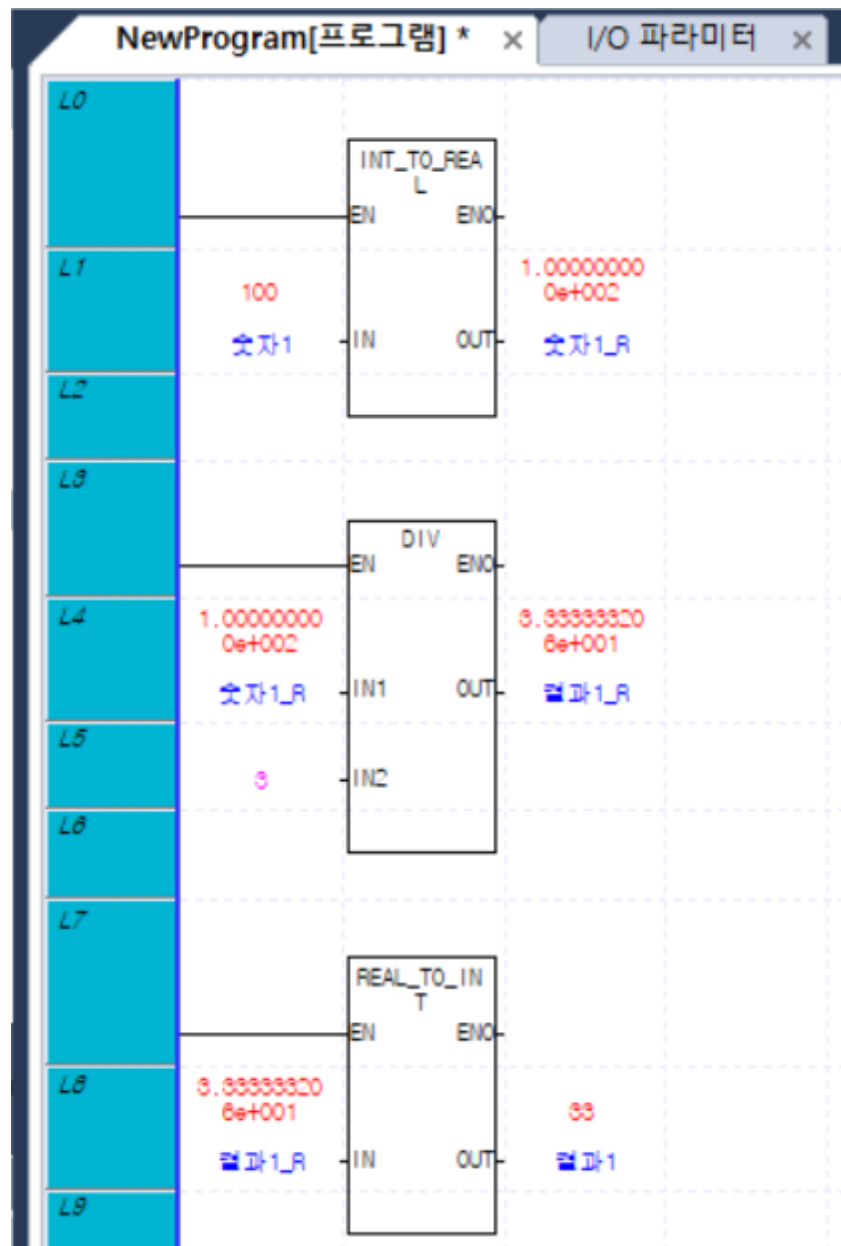 NewProgram[프로그램] * ×
I/O 파라미터 ×
L0
INT_TO_REA
L
EN ENO
L1
100
1.00000000
0e+002
숫자1 IN OUT 숫자1_R
L2
L3
DIV
EN ENO
L4
1.00000000
0e+002
3.33333320
6e+001
숫자1_R IN1 OUT 결과1_R
L5
3 IN2
L6
L7
REAL_TO_IN
T
EN ENO
L8
3.33333320
6e+001
33
결과1_R IN OUT 결과1
L9